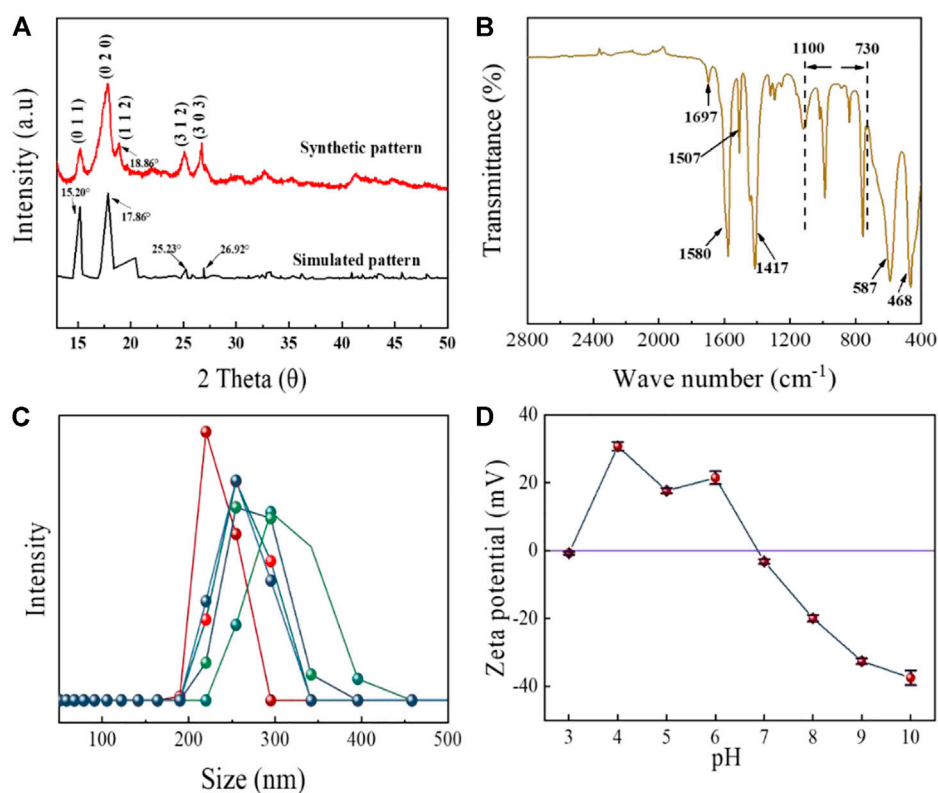 A
Intensity (a.u)
(0 1 1)
(0 2 0)
(1 1 2)
(3 1 2)
(3 0 3)
18.86°
Synthetic pattern
15.20°
17.86°
25.23°
26.92°
Simulated pattern
15 20 25 30 35 40 45 50
2 Theta (θ)
B
Transmittance (%)
1100
730
1697
1507
1580
1417
587
468
2800 2400 2000 1600 1200 800 400
Wave number (cm-1)
C
Intensity
100 200 300 400 500
Size (nm)
D
Zeta potential (mV)
40
20
0
-20
-40
3 4 5 6 7 8 9 10
pH